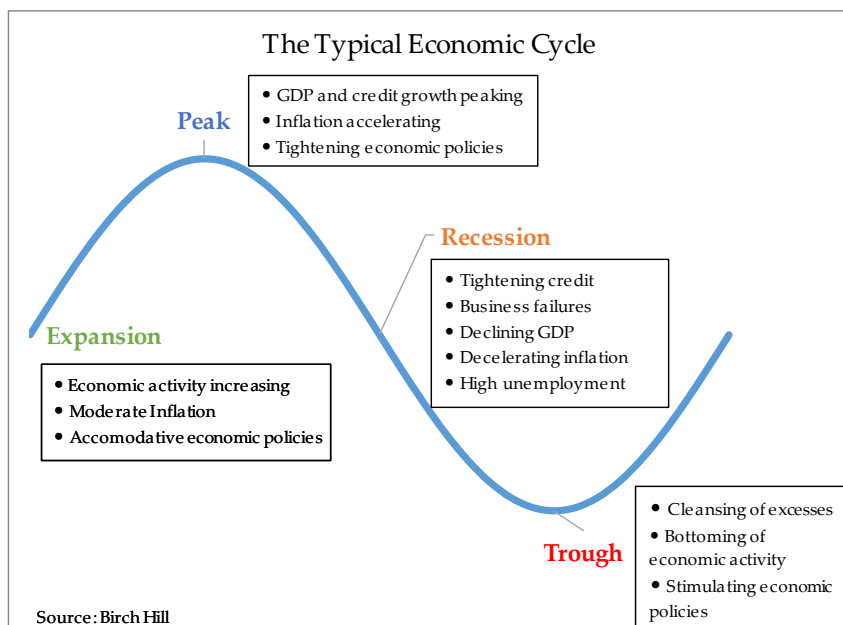 The Typical Economic Cycle
Peak
• GDP and credit growth peaking
• Inflation accelerating
• Tightening economic policies
Recession
• Tightening credit
• Business failures
• Declining GDP
• Decelerating inflation
• High unemployment
Expansion
• Economic activity increasing
• Moderate Inflation
• Accomodative economic policies
Trough
• Cleansing of excesses
• Bottoming of
economic activity
• Stimulating economic
policies
Source: Birch Hill